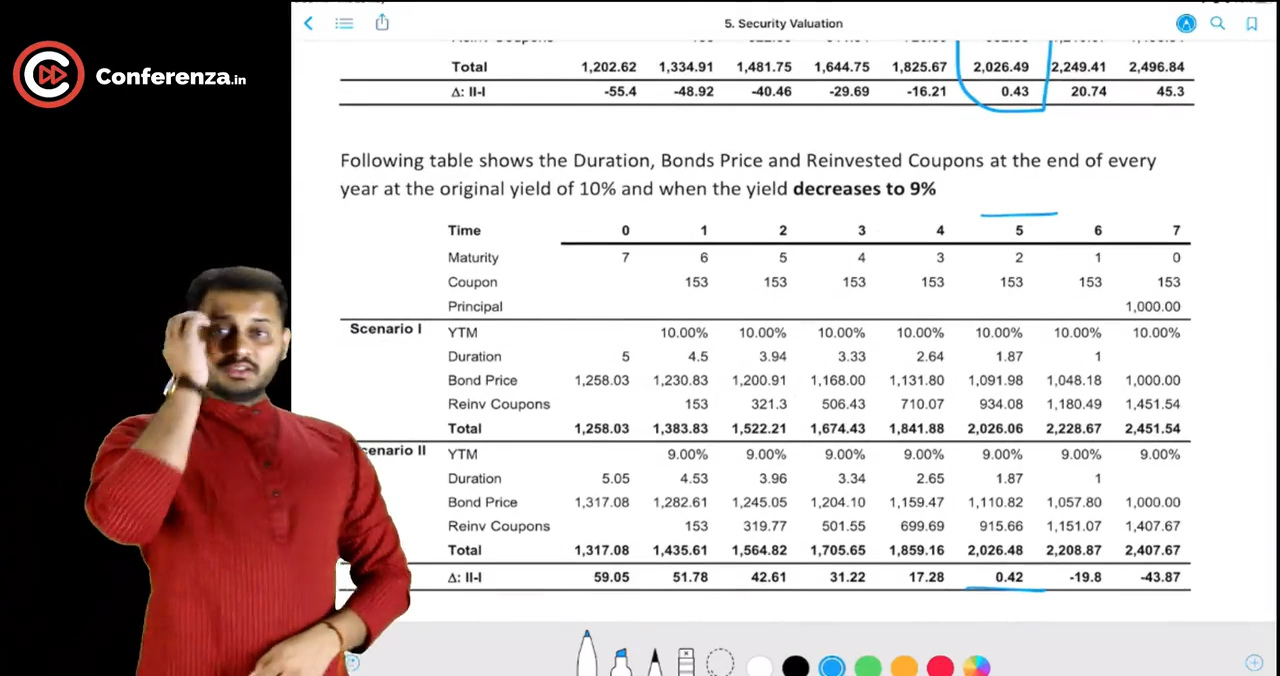 5. Security Valuation
Conferenza.in
Total 1,202.62 1,334.91 1,481.75 1,644.75 1,825.67 2,026.49 2,249.41 2,496.84
Δ: II-I -55.4 -48.92 -40.46 -29.69 -16.21 0.43 20.74 45.3
Following table shows the Duration, Bonds Price and Reinvested Coupons at the end of every
year at the original yield of 10% and when the yield decreases to 9%
Time 0 1 2 3 4 5 6 7
Maturity 7 6 5 4 3 2 1 0
Coupon 153 153 153 153 153 153 153
Principal 1,000.00
Scenario I YTM 10.00% 10.00% 10.00% 10.00% 10.00% 10.00% 10.00%
Duration 5 4.5 3.94 3.33 2.64 1.87 1
Bond Price 1,258.03 1,230.83 1,200.91 1,168.00 1,131.80 1,091.98 1,048.18 1,000.00
Reinv Coupons 153 321.3 506.43 710.07 934.08 1,180.49 1,451.54
Total 1,258.03 1,383.83 1,522.21 1,674.43 1,841.88 2,026.06 2,228.67 2,451.54
cenario II YTM 9.00% 9.00% 9.00% 9.00% 9.00% 9.00% 9.00%
Duration 5.05 4.53 3.96 3.34 2.65 1.87 1
Bond Price 1,317.08 1,282.61 1,245.05 1,204.10 1,159.47 1,110.82 1,057.80 1,000.00
Reinv Coupons 153 319.77 501.55 699.69 915.66 1,151.07 1,407.67
Total 1,317.08 1,435.61 1,564.82 1,705.65 1,859.16 2,026.48 2,208.87 2,407.67
Δ: II-I 59.05 51.78 42.61 31.22 17.28 0.42 -19.8 -43.87